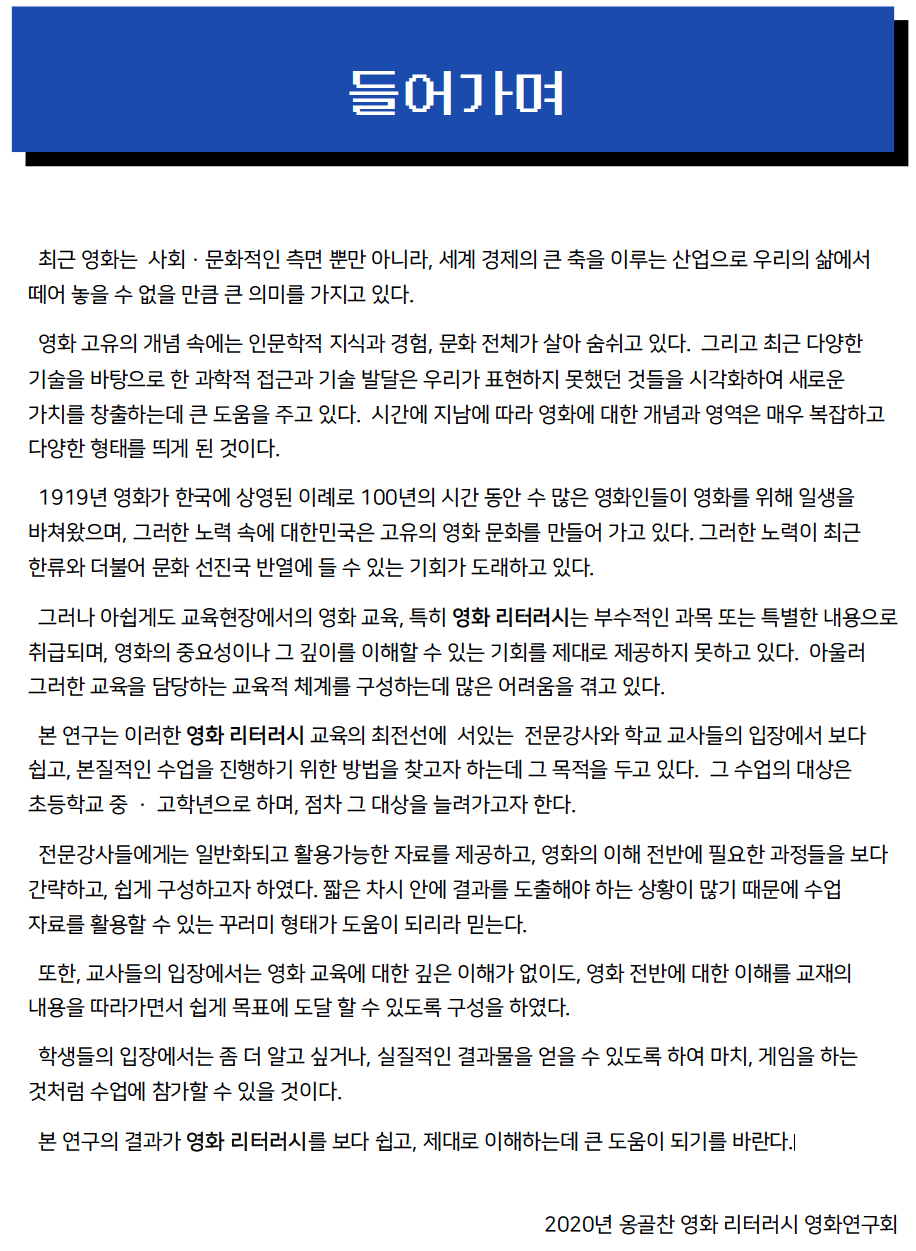 들어가며
최근 영화는  사회 · 문화적인 측면 뿐만 아니라, 세계 경제의 큰 축을 이루는 산업으로 우리의 삶에서
떼어 놓을 수 없을 만큼 큰 의미를 가지고 있다.
영화 고유의 개념 속에는 인문학적 지식과 경험, 문화 전체가 살아 숨쉬고 있다.  그리고 최근 다양한
기술을 바탕으로 한 과학적 접근과 기술 발달은 우리가 표현하지 못했던 것들을 시각화하여 새로운
가치를 창출하는데 큰 도움을 주고 있다.  시간에 지남에 따라 영화에 대한 개념과 영역은 매우 복잡하고
다양한 형태를 띄게 된 것이다.
1919년 영화가 한국에 상영된 이례로 100년의 시간 동안 수 많은 영화인들이 영화를 위해 일생을
바쳐왔으며, 그러한 노력 속에 대한민국은 고유의 영화 문화를 만들어 가고 있다. 그러한 노력이 최근
한류와 더불어 문화 선진국 반열에 들 수 있는 기회가 도래하고 있다.
그러나 아쉽게도 교육현장에서의 영화 교육, 특히 영화 리터러시는 부수적인 과목 또는 특별한 내용으로
취급되며, 영화의 중요성이나 그 깊이를 이해할 수 있는 기회를 제대로 제공하지 못하고 있다.  아울러
그러한 교육을 담당하는 교육적 체계를 구성하는데 많은 어려움을 겪고 있다.
본 연구는 이러한 영화 리터러시 교육의 최전선에  서있는  전문강사와 학교 교사들의 입장에서 보다
쉽고, 본질적인 수업을 진행하기 위한 방법을 찾고자 하는데 그 목적을 두고 있다.  그 수업의 대상은
초등학교 중 · 고학년으로 하며, 점차 그 대상을 늘려가고자 한다.
전문강사들에게는 일반화되고 활용가능한 자료를 제공하고, 영화의 이해 전반에 필요한 과정들을 보다
간략하고, 쉽게 구성하고자 하였다. 짧은 차시 안에 결과를 도출해야 하는 상황이 많기 때문에 수업
자료를 활용할 수 있는 꾸러미 형태가 도움이 되리라 믿는다.
또한, 교사들의 입장에서는 영화 교육에 대한 깊은 이해가 없이도, 영화 전반에 대한 이해를 교재의
내용을 따라가면서 쉽게 목표에 도달 할 수 있도록 구성을 하였다.
학생들의 입장에서는 좀 더 알고 싶거나, 실질적인 결과물을 얻을 수 있도록 하여 마치, 게임을 하는
것처럼 수업에 참가할 수 있을 것이다.
본 연구의 결과가 영화 리터러시를 보다 쉽고, 제대로 이해하는데 큰 도움이 되기를 바란다.
2020년 옹골찬 영화 리터러시 영화연구회